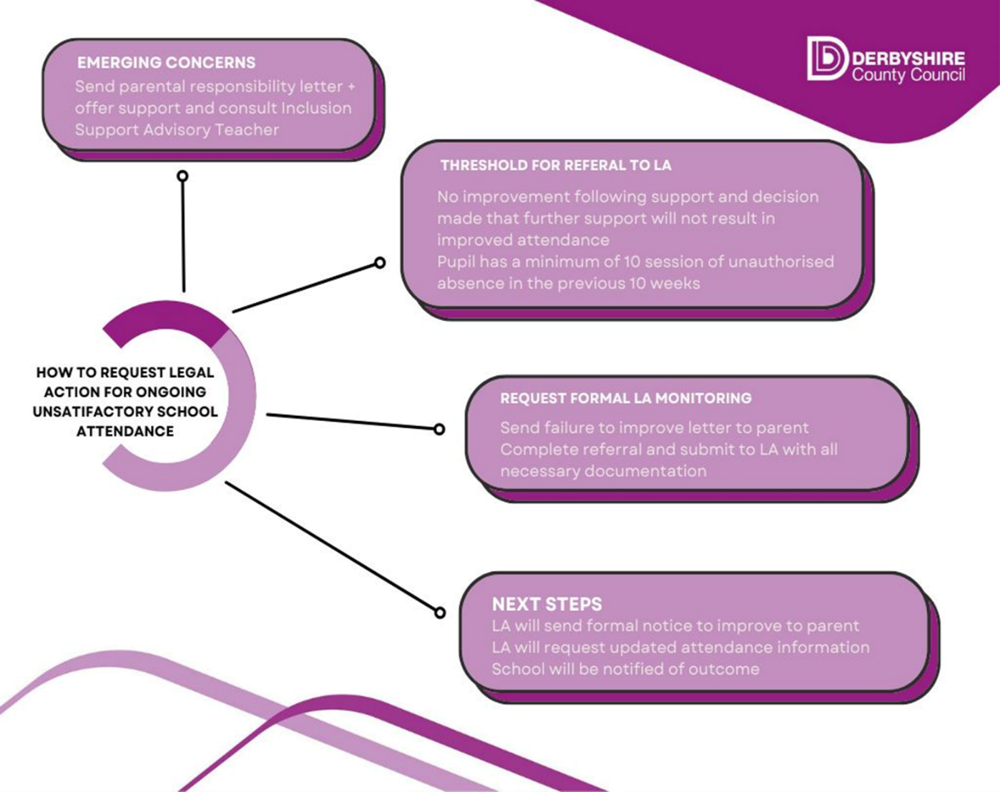 DERBYSHIRE
County Council
EMERGING CONCERNS
Send parental responsibility letter +
offer support and consult Inclusion
Support Advisory Teacher
THRESHOLD FOR REFERAL TO LA
No improvement following support and decision
made that further support will not result in
improved attendance
Pupil has a minimum of 10 session of unauthorised
absence in the previous 10 weeks
HOW TO REQUEST LEGAL
ACTION FOR ONGOING
UNSATIFACTORY SCHOOL
ATTENDANCE
REQUEST FORMAL LA MONITORING
Send failure to improve letter to parent
Complete referral and submit to LA with all
necessary documentation
NEXT STEPS
LA will send formal notice to improve to parent
LA will request updated attendance information
School will be notified of outcome